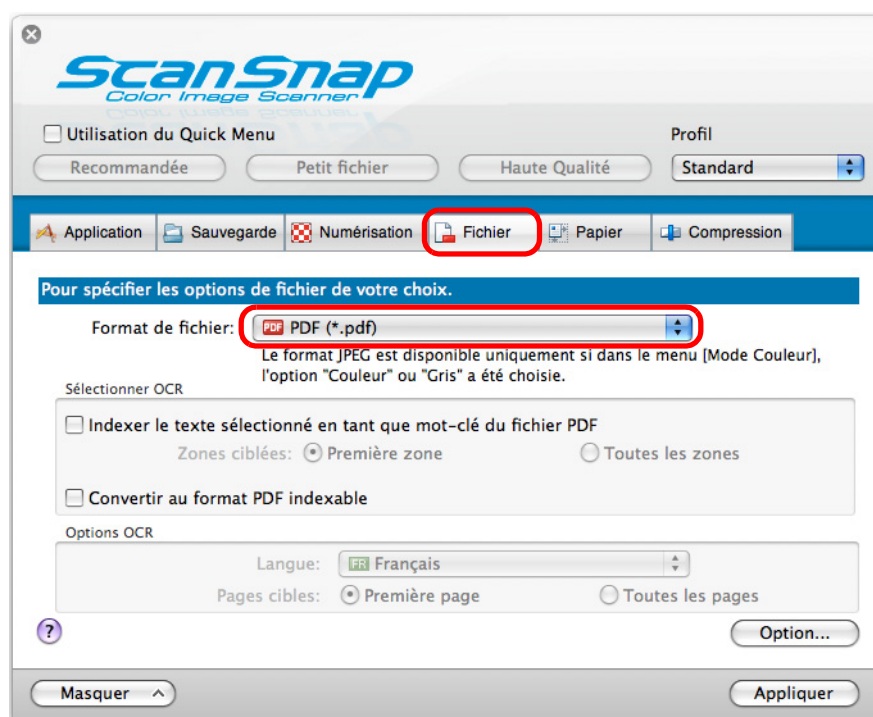 ScanSnap
Color Image Scanner
Utilisation du Quick Menu
Profil
Recommandée Petit fichier Haute Qualité Standard
Application Sauvegarde Numérisation Fichier Papier Compression
Pour spécifier les options de fichier de votre choix.
Format de fichier: PDF PDF (*.pdf)
Le format JPEG est disponible uniquement si dans le menu [Mode Couleur],
l'option "Couleur" ou "Gris" a été choisie.
Sélectionner OCR
Indexer le texte sélectionné en tant que mot-clé du fichier PDF
Zones ciblées: Première zone Toutes les zones
Convertir au format PDF indexable
Options OCR
Langue: FR Français
Pages cibles: Première page Toutes les pages
? Option...
Masquer Appliquer